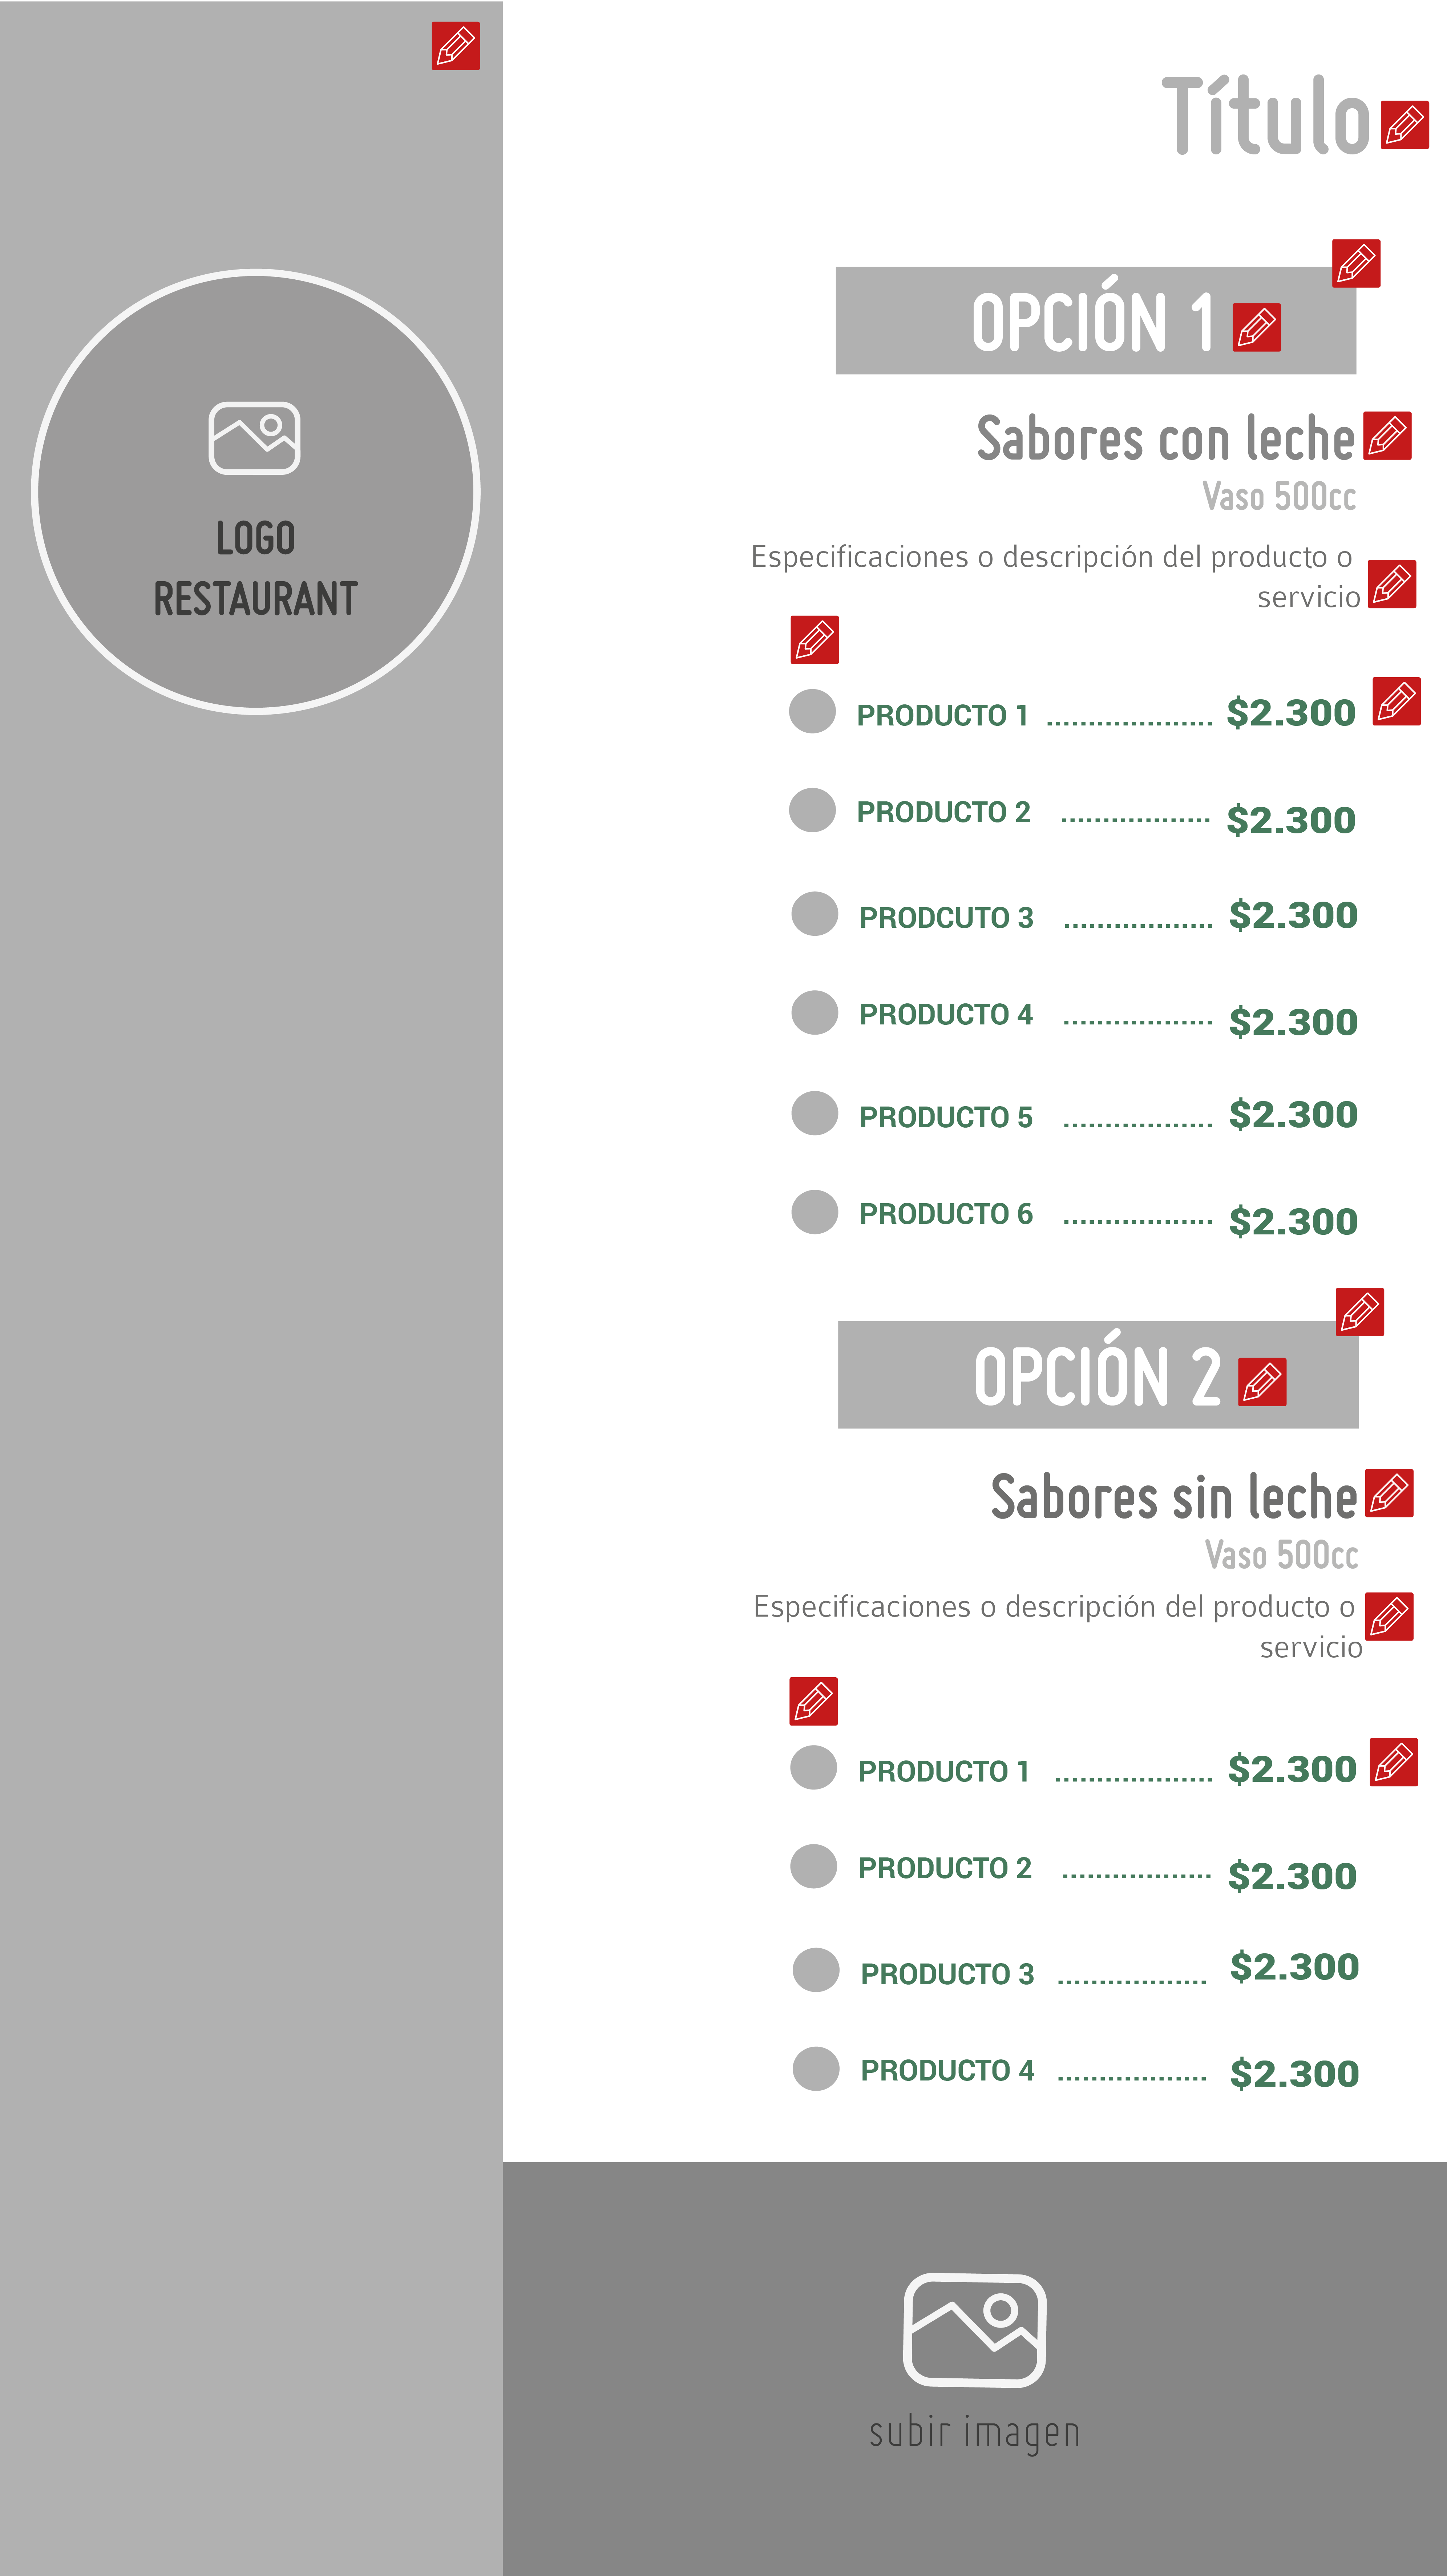 Título
LOGO
RESTAURANT
OPCIÓN 1
Sabores con leche
Vaso 500cc
Especificaciones o descripción del producto o
servicio
PRODUCTO 1 .................... $2.300
PRODUCTO 2 .................. $2.300
PRODCUTO 3 .................. $2.300
PRODUCTO 4 .................. $2.300
PRODUCTO 5 .................. $2.300
PRODUCTO 6 .................. $2.300
OPCIÓN 2
Sabores sin leche
Vaso 500cc
Especificaciones o descripción del producto o
servicio
PRODUCTO 1 ................... $2.300
PRODUCTO 2 .................. $2.300
PRODUCTO 3 .................. $2.300
PRODUCTO 4 .................. $2.300
subir imagen